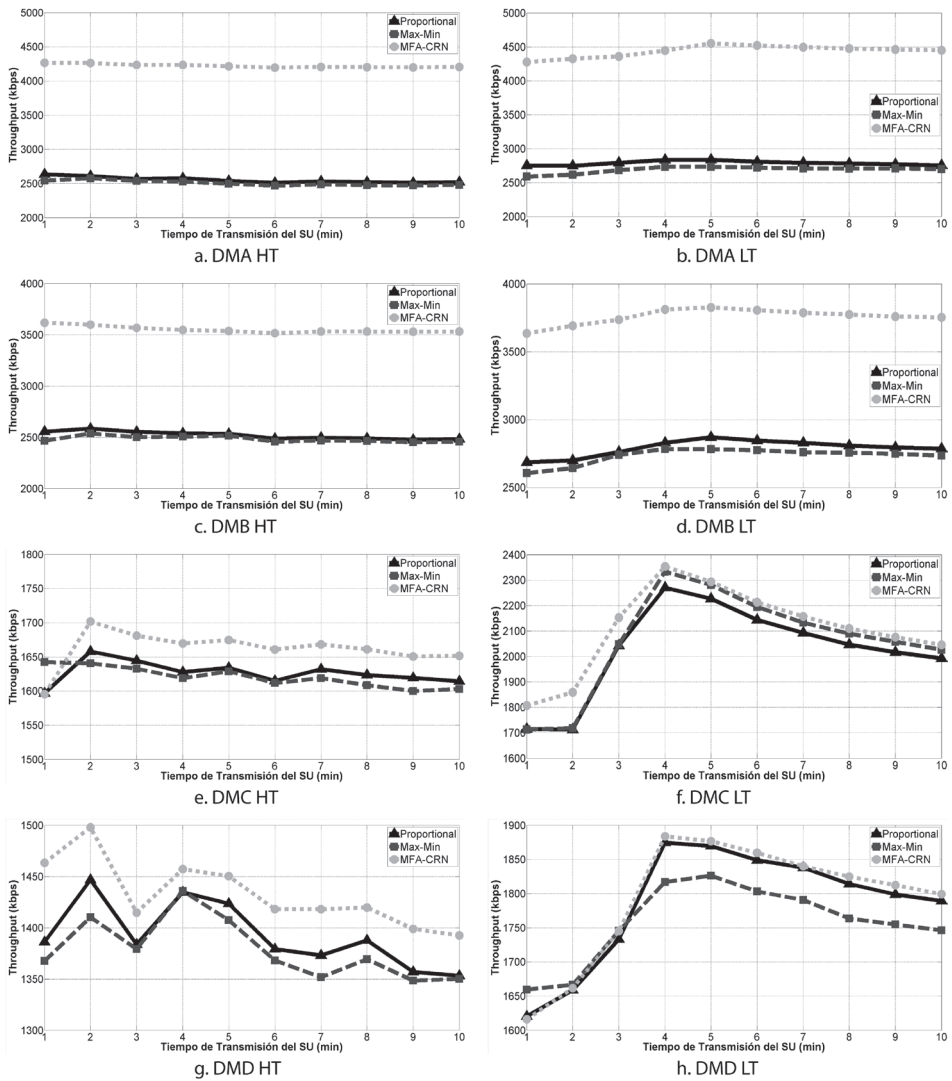 5000
4500
4000
3500
3000
2500
2000
Throughput (kbps)
Proportional
Max-Min
MFA-CRN
1 2 3 4 5 6 7 8 9 10
Tiempo de Transmisión del SU (min)
a. DMA HT
5000
4500
4000
3500
3000
2500
2000
Throughput (kbps)
Proportional
Max-Min
MFA-CRN
1 2 3 4 5 6 7 8 9 10
Tiempo de Transmisión del SU (min)
b. DMA LT
4000
3500
3000
2500
2000
Throughput (kbps)
Proportional
Max-Min
MFA-CRN
1 2 3 4 5 6 7 8 9 10
Tiempo de Transmisión del SU (min)
c. DMB HT
4000
3500
3000
2500
Throughput (kbps)
Proportional
Max-Min
MFA-CRN
1 2 3 4 5 6 7 8 9 10
Tiempo de Transmisión del SU (min)
d. DMB LT
1800
1750
1700
1650
1600
1550
1500
Throughput (kbps)
Proportional
Max-Min
MFA-CRN
1 2 3 4 5 6 7 8 9 10
Tiempo de Transmisión del SU (min)
e. DMC HT
2400
2300
2200
2100
2000
1900
1800
1700
1600
Throughput (kbps)
Proportional
Max-Min
MFA-CRN
1 2 3 4 5 6 7 8 9 10
Tiempo de Transmisión del SU (min)
f. DMC LT
1500
1450
1400
1350
1300
Throughput (kbps)
Proportional
Max-Min
MFA-CRN
1 2 3 4 5 6 7 8 9 10
Tiempo de Transmisión del SU (min)
g. DMD HT
1900
1850
1800
1750
1700
1650
1600
Throughput (kbps)
Proportional
Max-Min
MFA-CRN
1 2 3 4 5 6 7 8 9 10
Tiempo de Transmisión del SU (min)
h. DMD LT